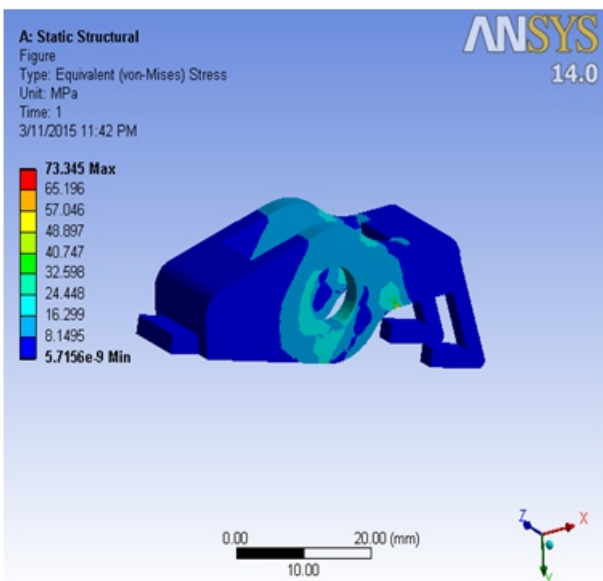 A: Static Structural
Figure
Type: Equivalent (von-Mises) Stress
Unit: MPa
Time: 1
3/11/2015 11:42 PM
ANSYS
14.0
73.345 Max
65.196
57.046
48.897
40.747
32.598
24.448
16.299
8.1495
5.7156e-9 Min
0.00 20.00 (mm)
10.00
Z X
Y